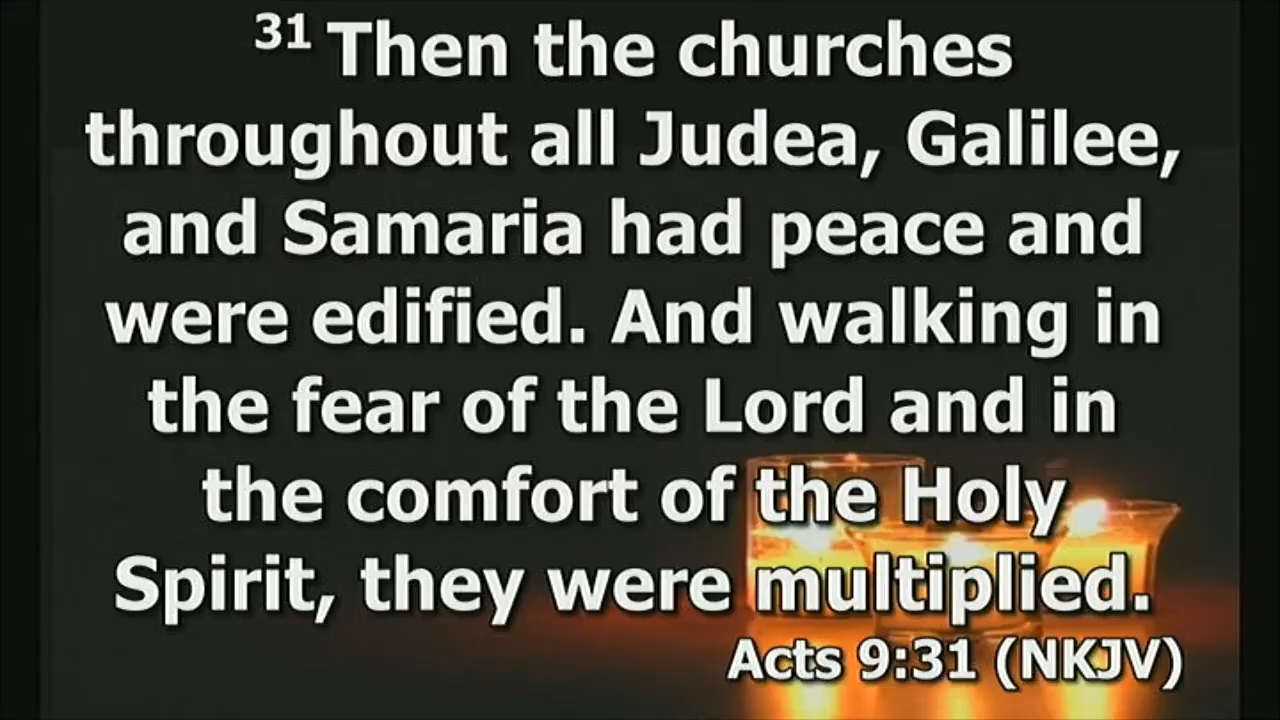 31 Then the churches
throughout all Judea, Galilee,
and Samaria had peace and
were edified. And walking in
the fear of the Lord and in
the comfort of the Holy
Spirit, they were multiplied.
Acts 9:31 (NKJV)